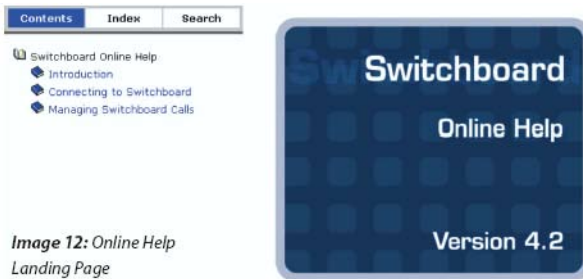 Contents Index Search
Switchboard Online Help
Introduction
Connecting to Switchboard
Managing Switchboard Calls
Image 12: Online Help
Landing Page
Switchboard
Online Help
Version 4.2